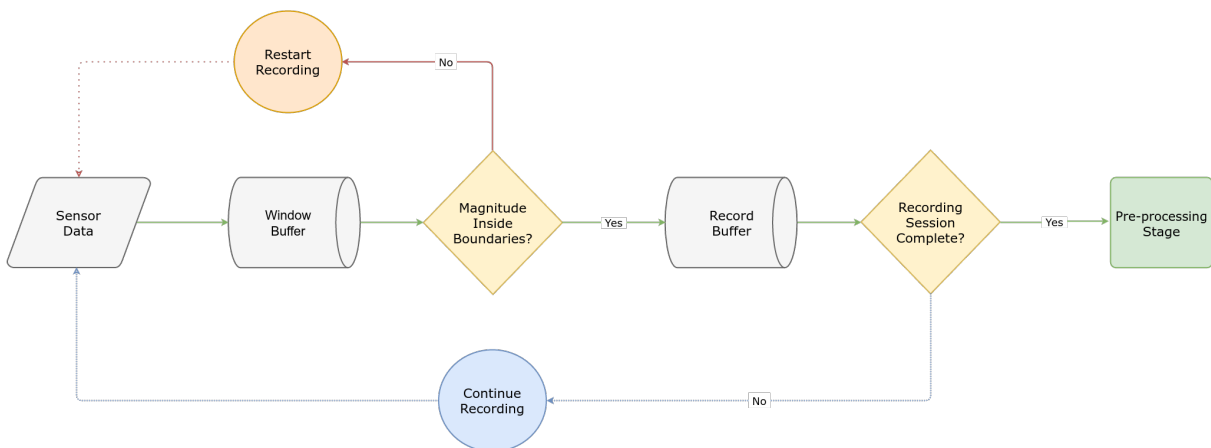 Restart
Recording
No
Sensor
Data
Window
Buffer
Magnitude
Inside
Boundaries?
Yes
Record
Buffer
Recording
Session
Complete?
Yes
Pre-processing
Stage
Continue
Recording
No